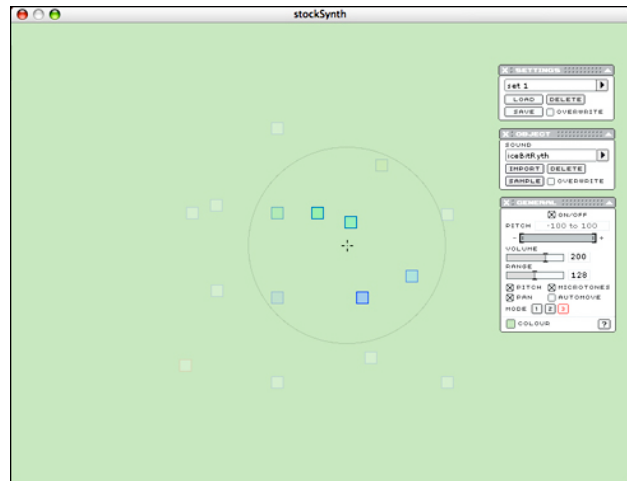 stockSynth
X SETTINGS
set 1
LOAD DELETE
SAVE OVERWRITE
X OBJECT
SOUND
iceBitRyth
IMPORT DELETE
SAMPLE OVERWRITE
X GENERAL
ON/OFF
PITCH -100 to 100
- +
VOLUME
200
RANGE
128
PITCH MICROTONES
PAN AUTOMOVE
MODE 1 2 3
COLOUR ?